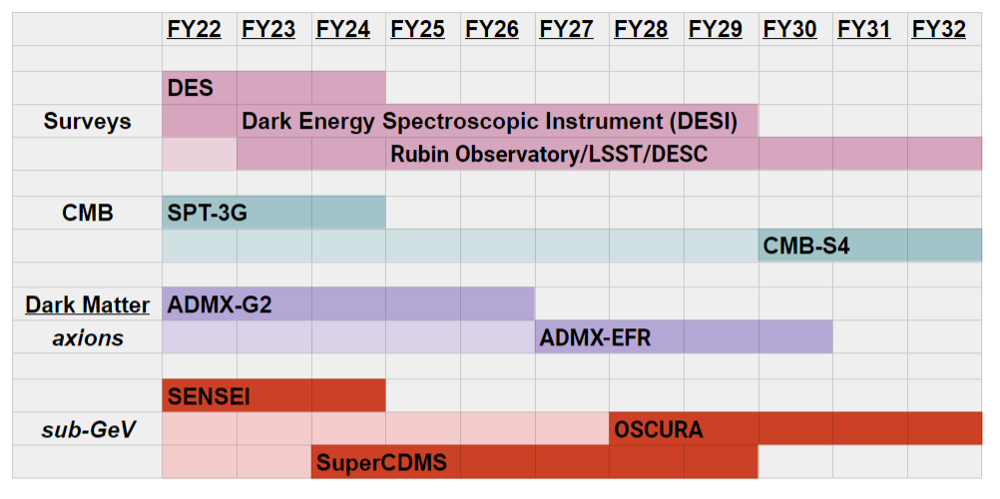 FY22 FY23 FY24 FY25 FY26 FY27 FY28 FY29 FY30 FY31 FY32
DES
Surveys Dark Energy Spectroscopic Instrument (DESI)
Rubin Observatory/LSST/DESC
CMB SPT-3G
CMB-S4
Dark Matter ADMX-G2
axions ADMX-EFR
SENSEI
sub-GeV OSCURA
SuperCDMS